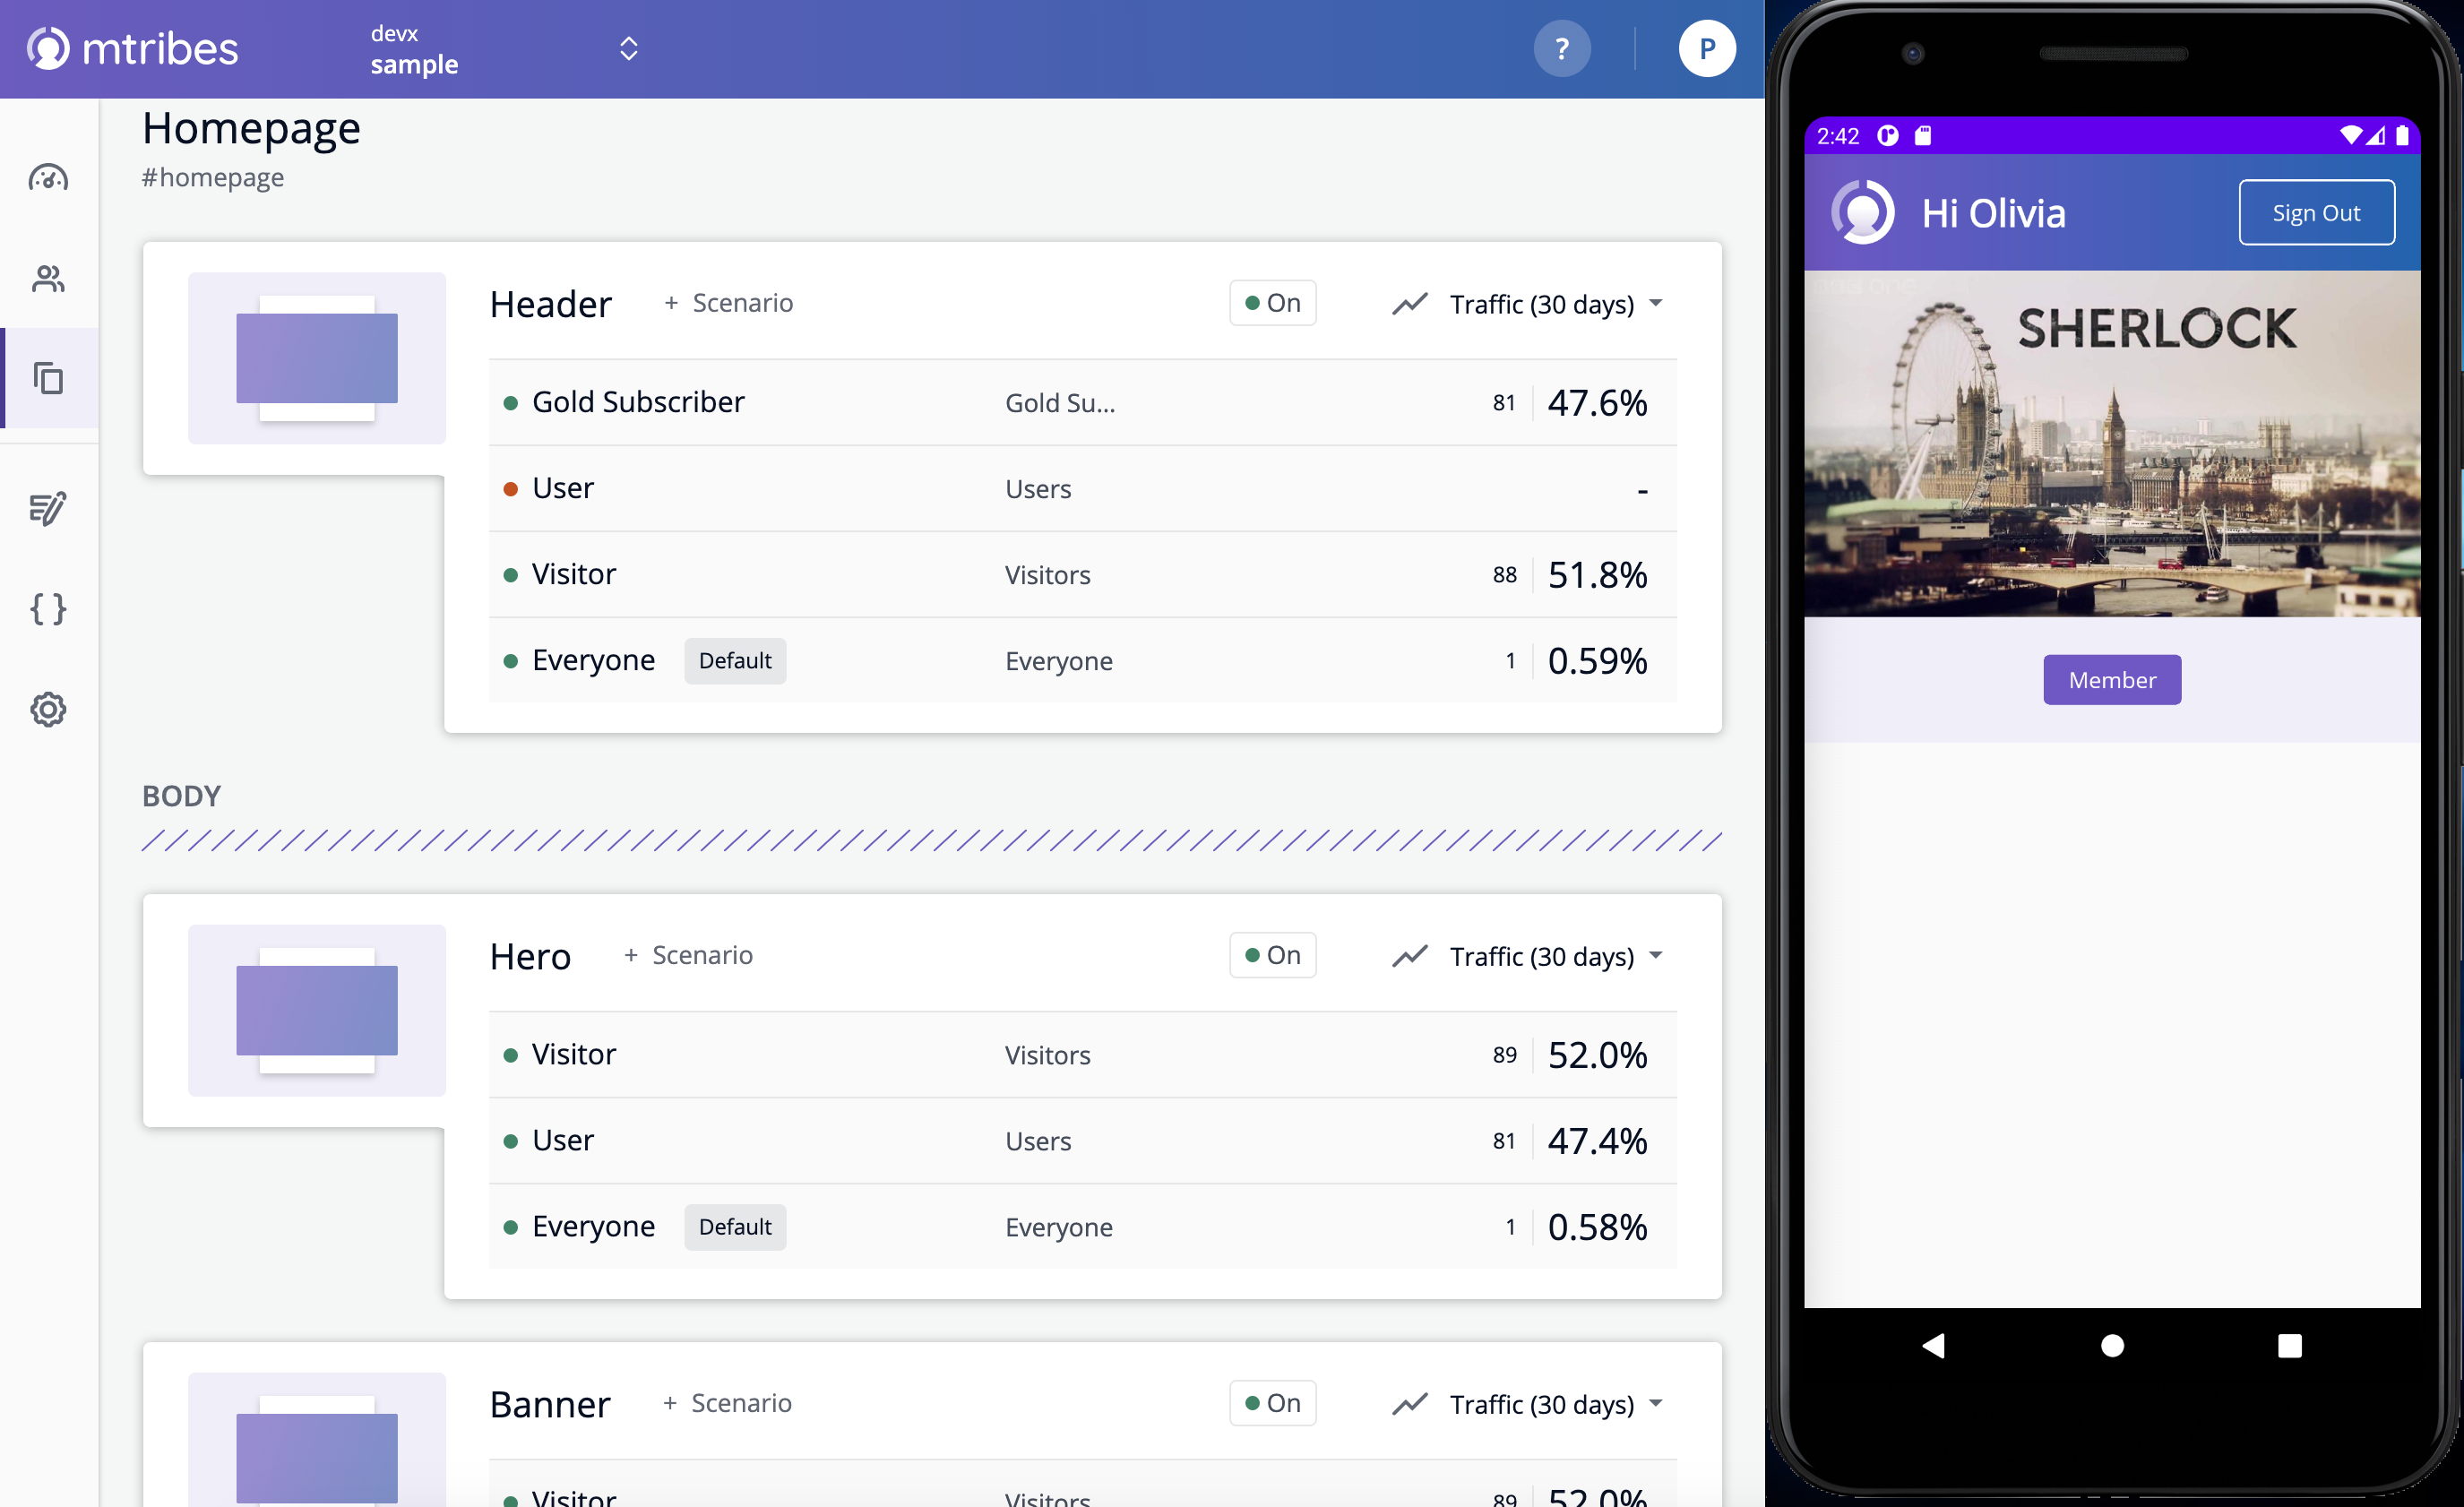 mtribes
devx
sample
?
P
Homepage
#homepage
Header
+ Scenario
On
Traffic (30 days)
Gold Subscriber
Gold Su...
81
47.6%
User
Users
-
Visitor
Visitors
88
51.8%
Everyone
Default
Everyone
1
0.59%
BODY
Hero
+ Scenario
On
Traffic (30 days)
Visitor
Visitors
89
52.0%
User
Users
81
47.4%
Everyone
Default
Everyone
1
0.58%
Banner
+ Scenario
On
Traffic (30 days)
Visitor
Visitors
89
52.0%
2:42
Hi Olivia
Sign Out
SHERLOCK
Member